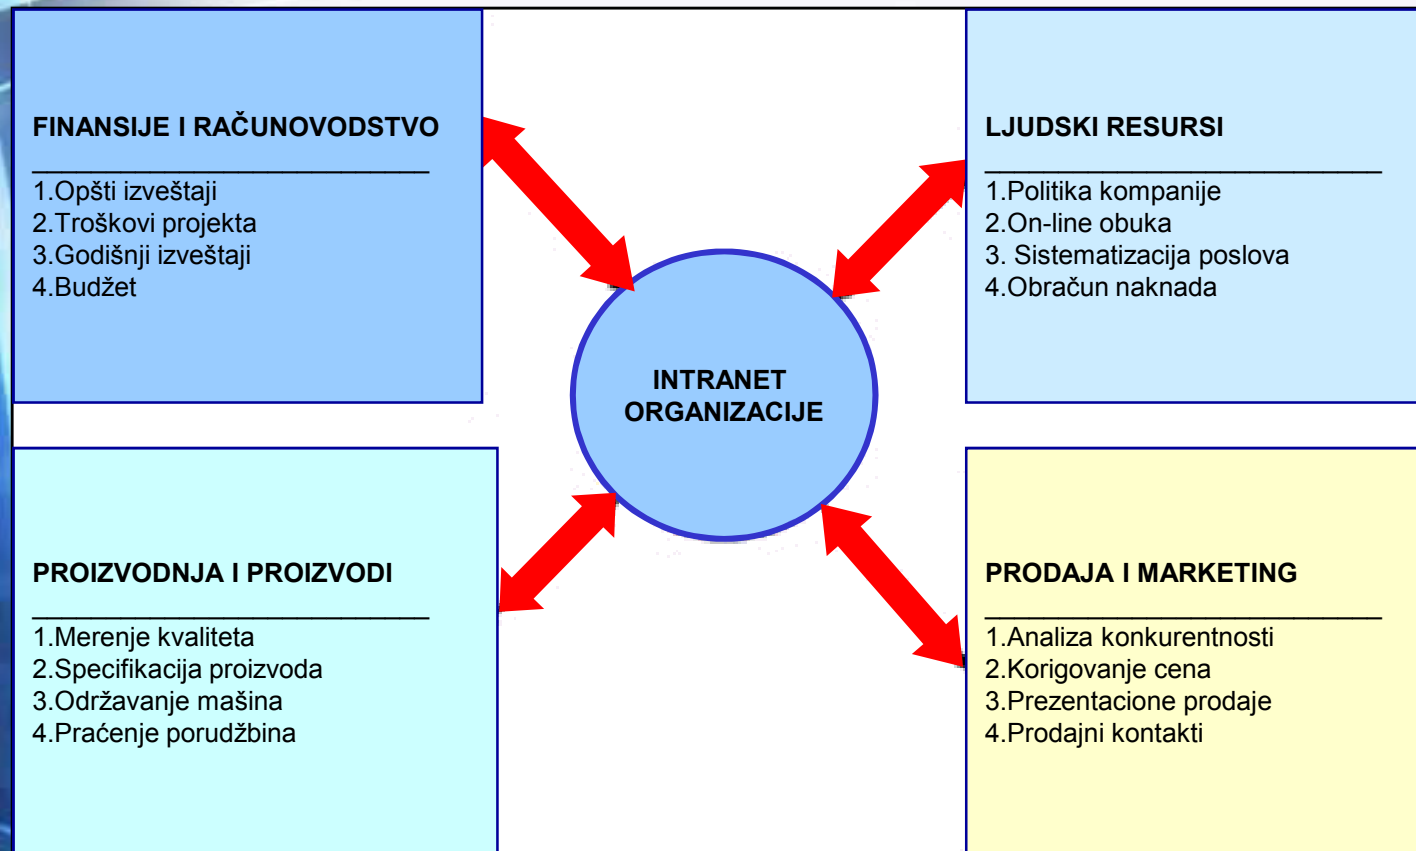 FINANSIJE I RAČUNOVODSTVO
1.Opšti izveštaji
2.Troškovi projekta
3.Godišnji izveštaji
4.Budžet
LJUDSKI RESURSI
1.Politika kompanije
2.On-line obuka
3. Sistematizacija poslova
4.Obračun naknada
INTRANET
ORGANIZACIJE
PROIZVODNJA I PROIZVODI
1.Merenje kvaliteta
2.Specifikacija proizvoda
3.Održavanje mašina
4.Praćenje porudžbina
PRODAJA I MARKETING
1.Analiza konkurentnosti
2.Korigovanje cena
3.Prezentacione prodaje
4.Prodajni kontakti